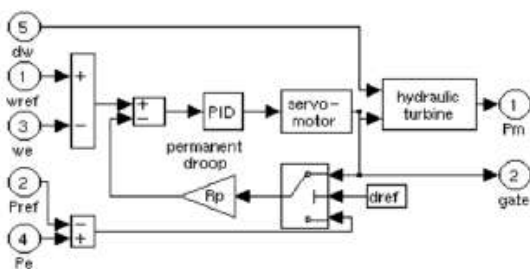 5
dw
1
wref
3
we
2
Pref
4
Pe
+
−
+
−
−
+
PID
servo-
motor
permanent
droop
Rp
dref
hydraulic
turbine
1
Pm
2
gate